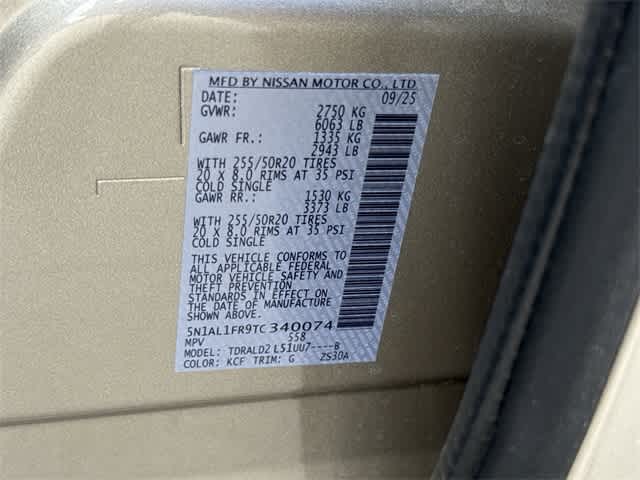 MFD BY NISSAN MOTOR CO., LTD
DATE: 09/25
GVWR: 2750 KG
6063 LB
GAWR FR.: 1335 KG
2943 LB
WITH 255/50R20 TIRES
20 X 8.0 RIMS AT 35 PSI
COLD SINGLE
GAWR RR.: 1530 KG
3373 LB
WITH 255/50R20 TIRES
20 X 8.0 RIMS AT 35 PSI
COLD SINGLE
THIS VEHICLE CONFORMS TO
ALL APPLICABLE FEDERAL
MOTOR VEHICLE SAFETY AND
THEFT PREVENTION
STANDARDS IN EFFECT ON
THE DATE OF MANUFACTURE
SHOWN ABOVE.
5N1AL1FR9TC340074
MPV 558
MODEL: TDRALD2 L51UU7----B
COLOR: KCF TRIM: G ZS30A